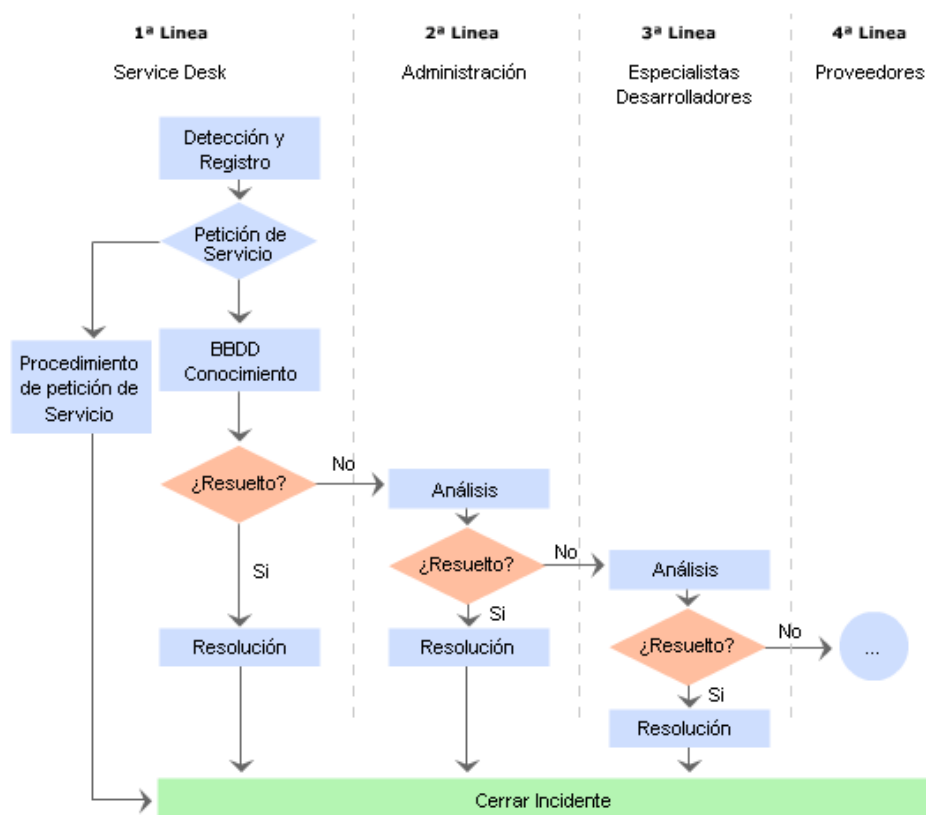 1ª Linea
2ª Linea
3ª Linea
4ª Linea
Service Desk
Administración
Especialistas
Desarrolladores
Proveedores
Detección y
Registro
Petición de
Servicio
Procedimiento
de petición de
Servicio
BBDD
Conocimiento
¿Resuelto?
No
Análisis
¿Resuelto?
No
Análisis
Si
Si
Resolución
Resolución
¿Resuelto?
No
...
Si
Resolución
Cerrar Incidente